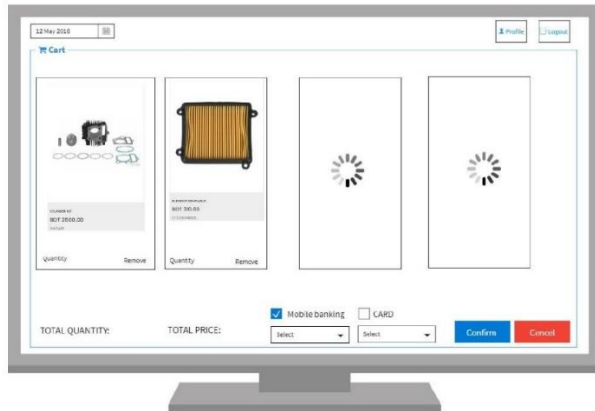 12 May 2018
Profile
Logout
Cart
BDT 2500.00
BDT 310.00
Quantity
Remove
Quantity
Remove
Mobile banking
CARD
TOTAL QUANTITY:
TOTAL PRICE:
Select
Select
Confirm
Cancel